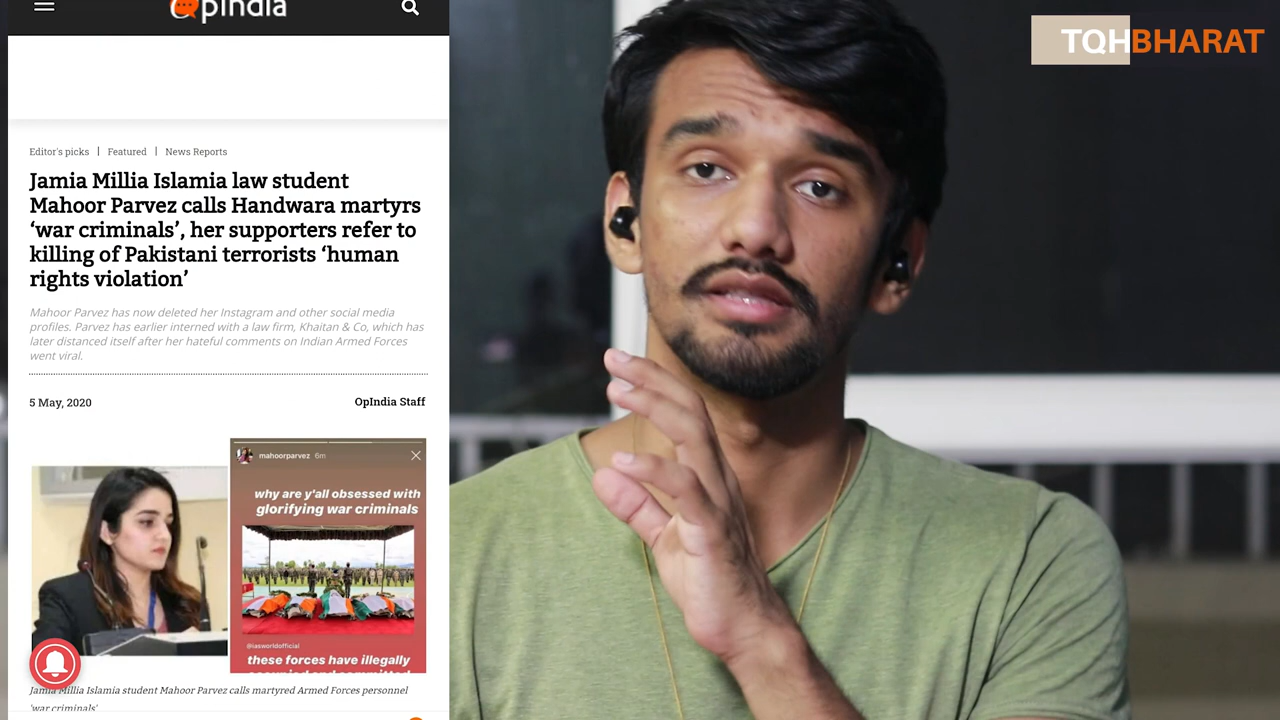 OpIndia
TQHBHARAT
Editor's picks | Featured | News Reports
Jamia Millia Islamia law student
Mahoor Parvez calls Handwara martyrs
‘war criminals’, her supporters refer to
killing of Pakistani terrorists ‘human
rights violation’
Mahoor Parvez has now deleted her Instagram and other social media
profiles. Parvez has earlier interned with a law firm, Khaitan & Co, which has
later distanced itself after her hateful comments on Indian Armed Forces
went viral.
5 May, 2020
OpIndia Staff
mahoorparvez 6m
why are y'all obsessed with
glorifying war criminals
@iasworldofficial
these forces have illegally
Jamia Millia Islamia student Mahoor Parvez calls martyred Armed Forces personnel
'war criminals'